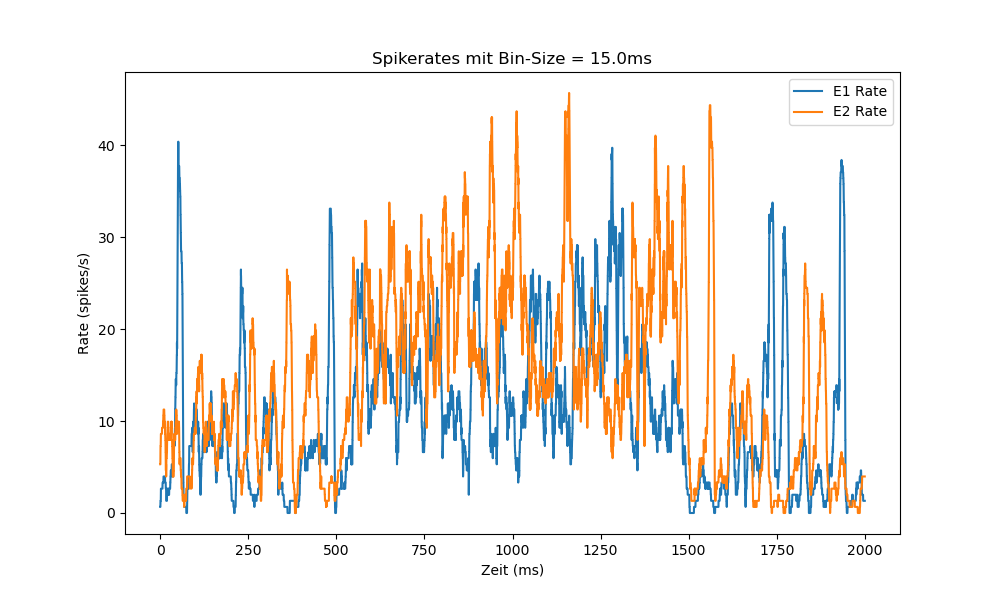 Spikerates mit Bin-Size = 15.0ms
E1 Rate
E2 Rate
Rate (spikes/s)
40
30
20
10
0
0 250 500 750 1000 1250 1500 1750 2000
Zeit (ms)